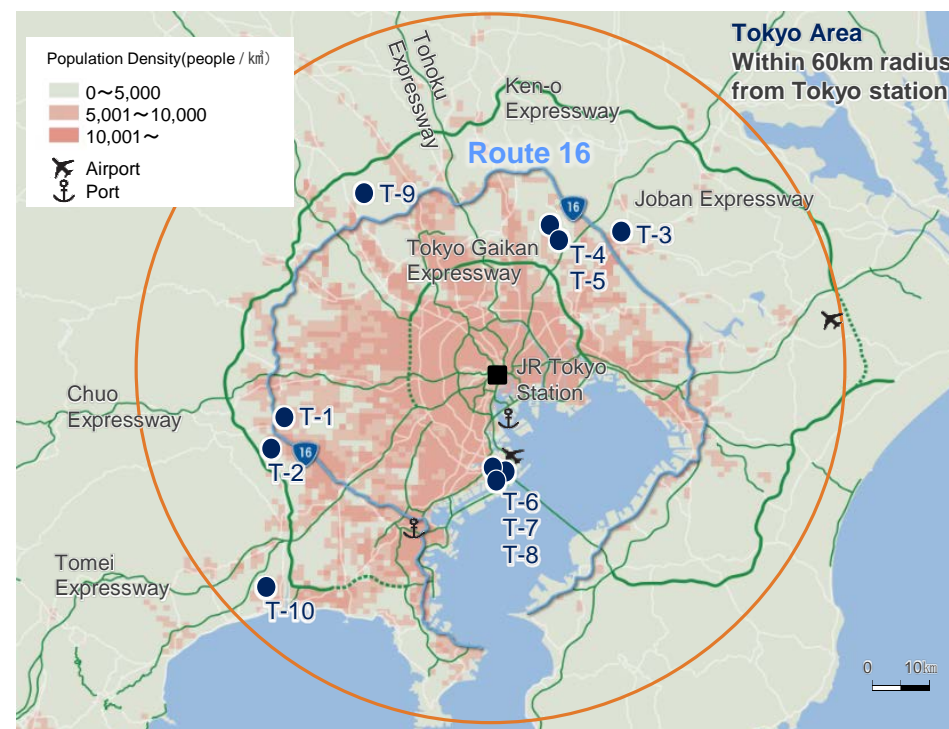 Population Density(people / ㎢)
0～5,000
5,001～10,000
10,001～
Airport
Port
Tokyo Area
Within 60km radius
from Tokyo station
Tohoku
Expressway
Ken-o
Expressway
Route 16
T-9
16
Joban Expressway
T-3
Tokyo Gaikan
Expressway
T-4
T-5
JR Tokyo
Station
Chuo
Expressway
T-1
T-2
16
T-6
T-7
T-8
Tomei
Expressway
T-10
0 10㎞